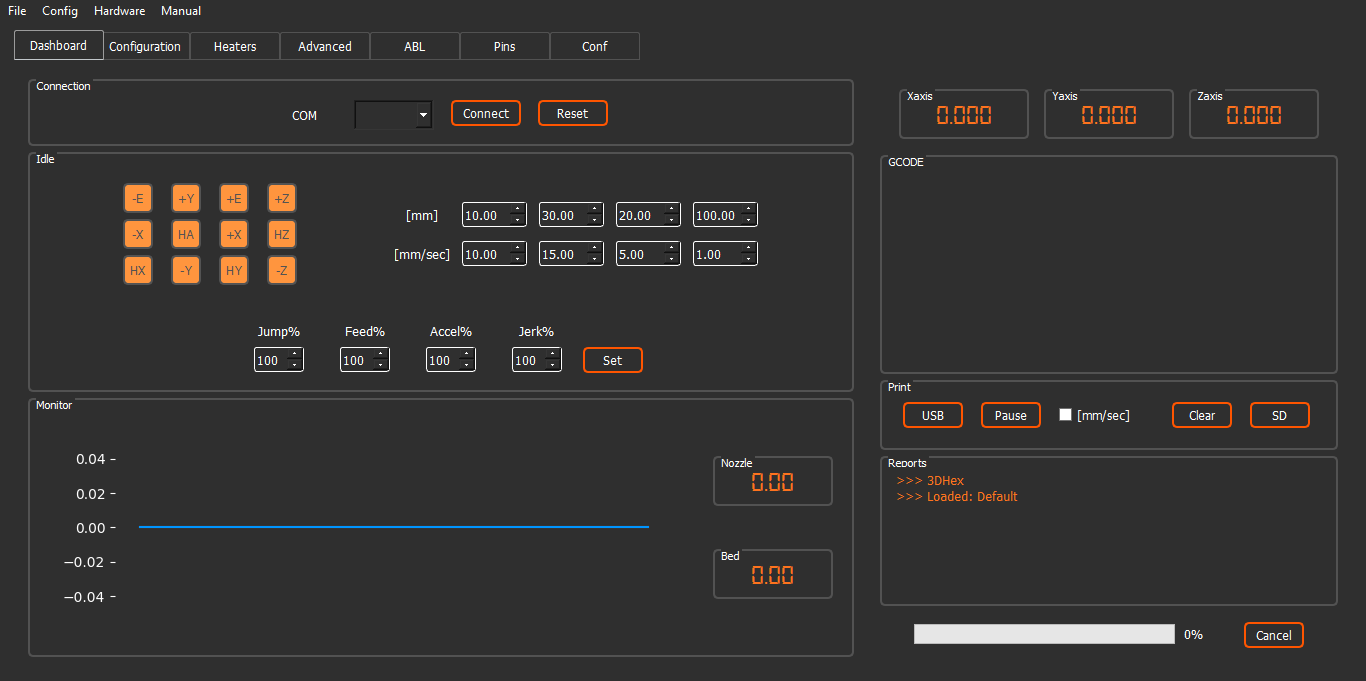 File Config Hardware Manual
Dashboard Configuration Heaters Advanced ABL Pins Conf
Connection
COM Connect Reset
Xaxis Yaxis Zaxis
0.000 0.000 0.000
Idle
-E +Y +E +Z
-X HA +X HZ
HX -Y HY -Z
[mm] 10.00 30.00 20.00 100.00
[mm/sec] 10.00 15.00 5.00 1.00
Jump% Feed% Accel% Jerk%
100 100 100 100 Set
GCODE
Print
USB Pause [mm/sec] Clear SD
Monitor
0.04
0.02
0.00
−0.02
−0.04
Nozzle
0.00
Bed
0.00
Reports
>>> 3DHex
>>> Loaded: Default
0% Cancel